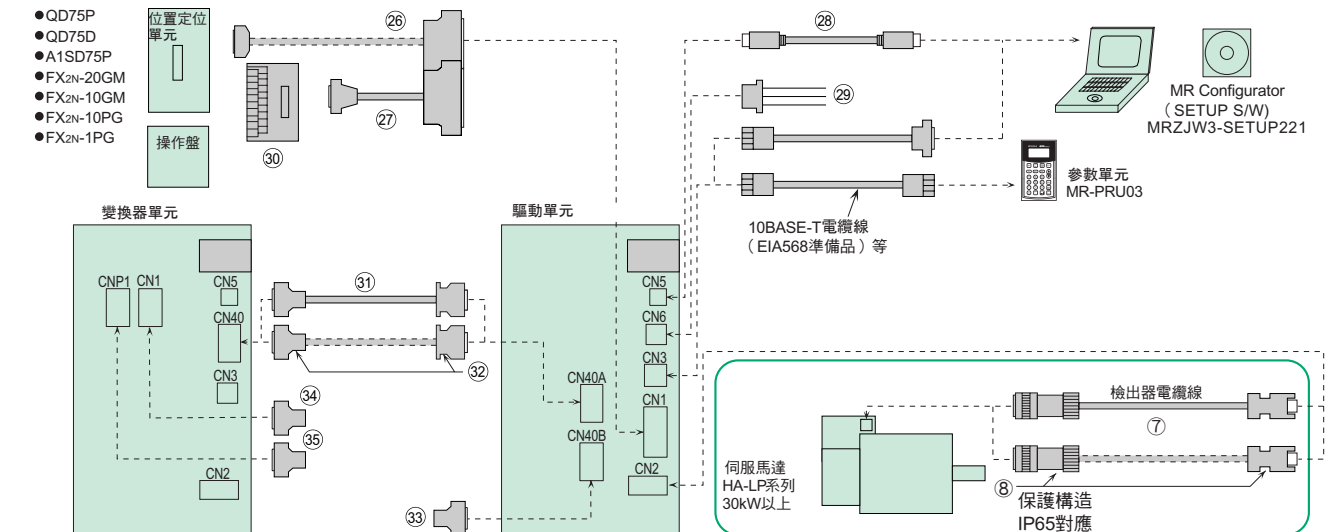 ●QD75P
●QD75D
●A1SD75P
●FX2N-20GM
●FX2N-10GM
●FX2N-10PG
●FX2N-1PG
位置定位
單元
操作盤
㉖
㉗
㉚
㉘
㉙
MR Configurator
（SETUP S/W)
MRZJW3-SETUP221
參數單元
MR-PRU03
10BASE-T電纜線
（EIA568準備品）等
變換器單元
CNP1
CN1
CN5
CN40
CN3
CN2
㉛
㉜
㉞
㉟
㉝
驅動單元
CN5
CN6
CN3
CN40A
CN1
CN40B
CN2
檢出器電纜線
⑦
⑧
保護構造
IP65對應
伺服馬達
HA-LP系列
30kW以上